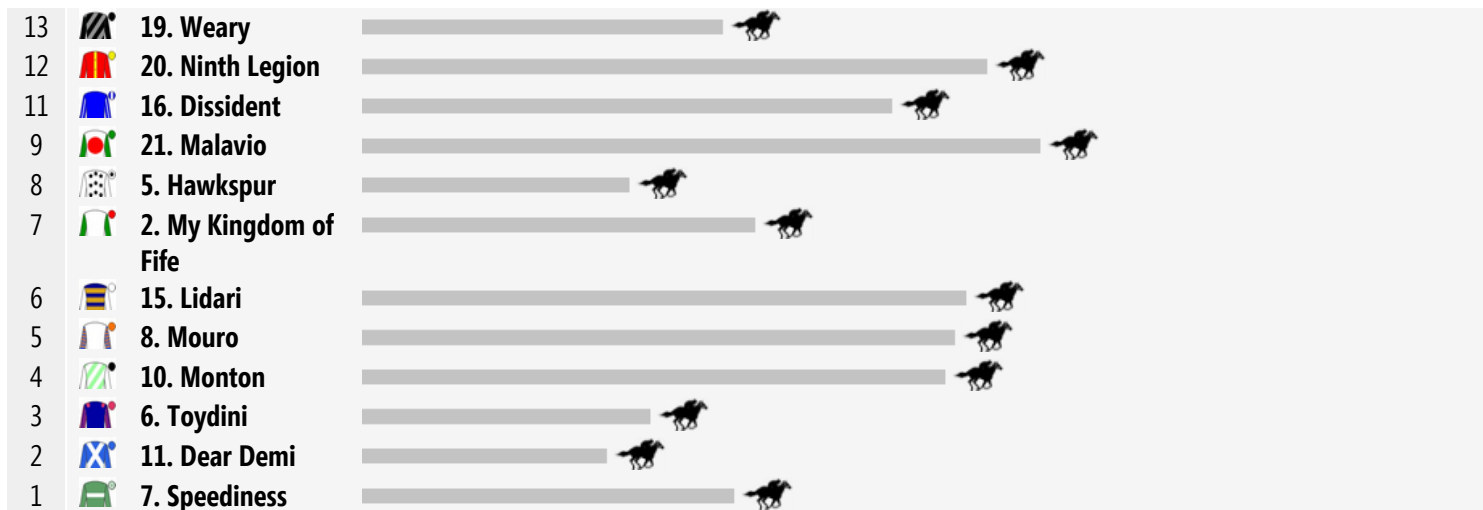 13 19. Weary
12 20. Ninth Legion
11 16. Dissident
9 21. Malavio
8 5. Hawkspur
7 2. My Kingdom of
Fife
6 15. Lidari
5 8. Mouro
4 10. Monton
3 6. Toydini
2 11. Dear Demi
1 7. Speediness